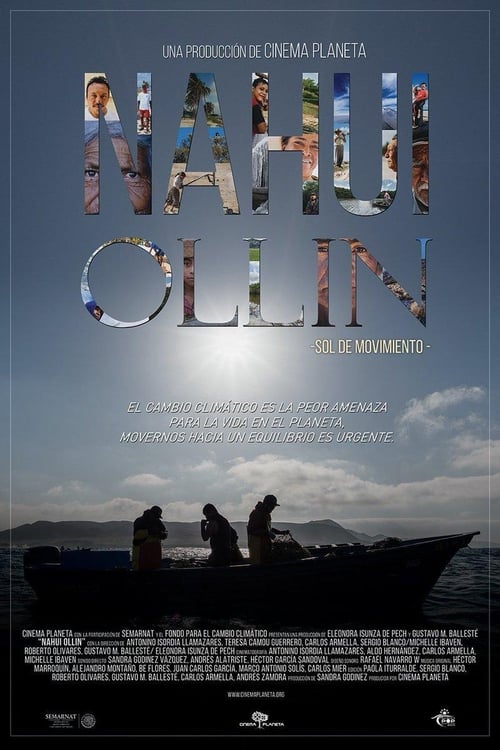 UNA PRODUCCIÓN DE CINEMA PLANETA
NAHUI
OLLIN
-SOL DE MOVIMIENTO-
EL CAMBIO CLIMÁTICO ES LA PEOR AMENAZA
PARA LA VIDA EN EL PLANETA,
MOVERNOS HACIA UN EQUILIBRIO ES URGENTE.
CINEMA PLANETA CON LA PARTICIPACIÓN DE SEMARNAT Y EL FONDO PARA EL CAMBIO CLIMÁTICO PRESENTAN UNA PRODUCCIÓN DE ELEONORA ISUNZA DE PECH Y GUSTAVO M. BALLESTÉ
"NAHUI OLLIN" CON LA DIRECCIÓN DE ANTONINO ISORDIA LLAMAZARES, TERESA CAMOU GUERRERO, CARLOS ARMELLA, SERGIO BLANCO/MICHELLE IBAVEN,
ROBERTO OLIVARES, GUSTAVO M. BALLESTÉ / ELEONORA ISUNZA DE PECH CINEMATOGRAFÍA ANTONINO ISORDIA LLAMAZARES, ALDO HERNÁNDEZ, CARLOS ARMELLA,
MICHELLE IBAVEN SONIDO DIRECTO SANDRA GODINEZ VÁZQUEZ, ANDRÉS ALATRISTE, HÉCTOR GARCÍA SANDOVAL DISEÑO SONORO RAFAEL NAVARRO W MÚSICA ORIGINAL HÉCTOR
MARROQUÍN, ALEJANDRO MONTAÑO, BE FLORES, JUAN CARLOS GARCÍA, MARCO ANTONIO SOLÍS, CARLOS MIER EDICIÓN PAOLA ITURRALDE, SERGIO BLANCO,
ROBERTO OLIVARES, GUSTAVO M. BALLESTÉ, CARLOS ARMELLA, ANDRÉS ZAMORA PRODUCCIÓN DE SANDRA GODINEZ PRODUCIDO POR CINEMA PLANETA
WWW.CINEMAPLANETA.ORG
SEMARNAT
CINEMA PLANETA